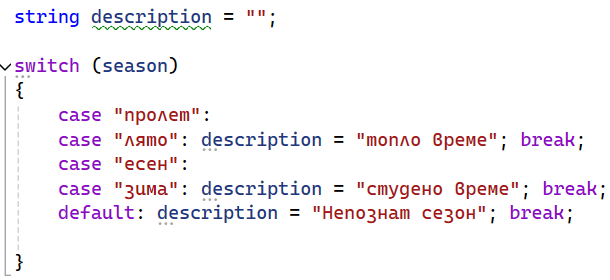 string description = "";
switch (season)
{
case "пролет":
case "лято": description = "топло време"; break;
case "есен":
case "зима": description = "студено време"; break;
default: description = "Непознат сезон"; break;
}